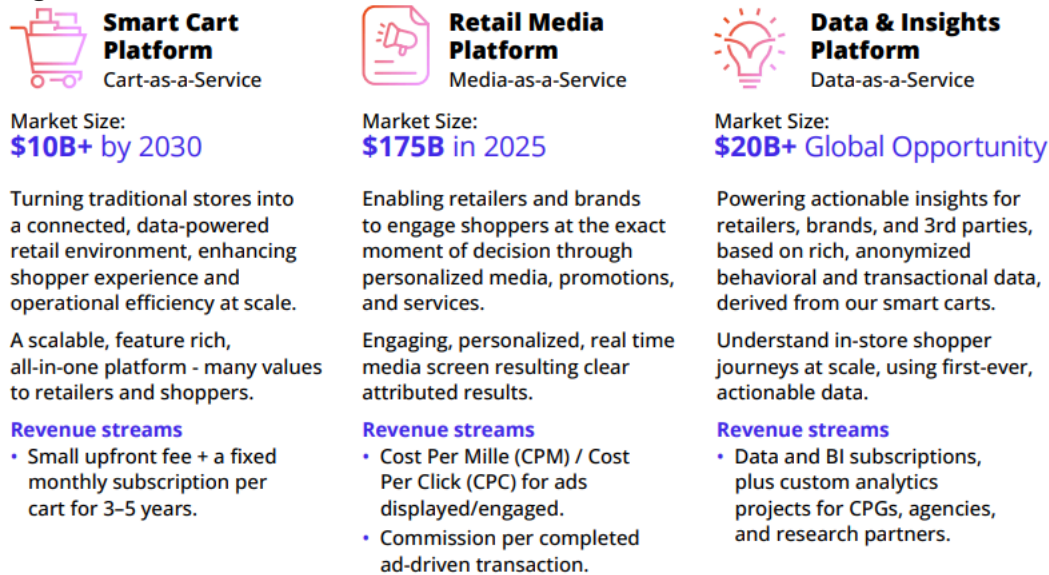 Smart Cart
Platform
Cart-as-a-Service
Market Size:
$10B+ by 2030
Turning traditional stores into
a connected, data-powered
retail environment, enhancing
shopper experience and
operational efficiency at scale.
A scalable, feature rich,
all-in-one platform - many values
to retailers and shoppers.
Revenue streams
• Small upfront fee + a fixed
monthly subscription per
cart for 3–5 years.
Retail Media
Platform
Media-as-a-Service
Market Size:
$175B in 2025
Enabling retailers and brands
to engage shoppers at the exact
moment of decision through
personalized media, promotions,
and services.
Engaging, personalized, real time
media screen resulting clear
attributed results.
Revenue streams
• Cost Per Mille (CPM) / Cost
Per Click (CPC) for ads
displayed/engaged.
• Commission per completed
ad-driven transaction.
Data & Insights
Platform
Data-as-a-Service
Market Size:
$20B+ Global Opportunity
Powering actionable insights for
retailers, brands, and 3rd parties,
based on rich, anonymized
behavioral and transactional data,
derived from our smart carts.
Understand in-store shopper
journeys at scale, using first-ever,
actionable data.
Revenue streams
• Data and BI subscriptions,
plus custom analytics
projects for CPGs, agencies,
and research partners.